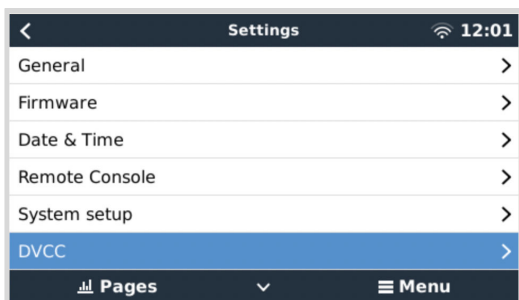 Settings 12:01
General
Firmware
Date & Time
Remote Console
System setup
DVCC
Pages Menu